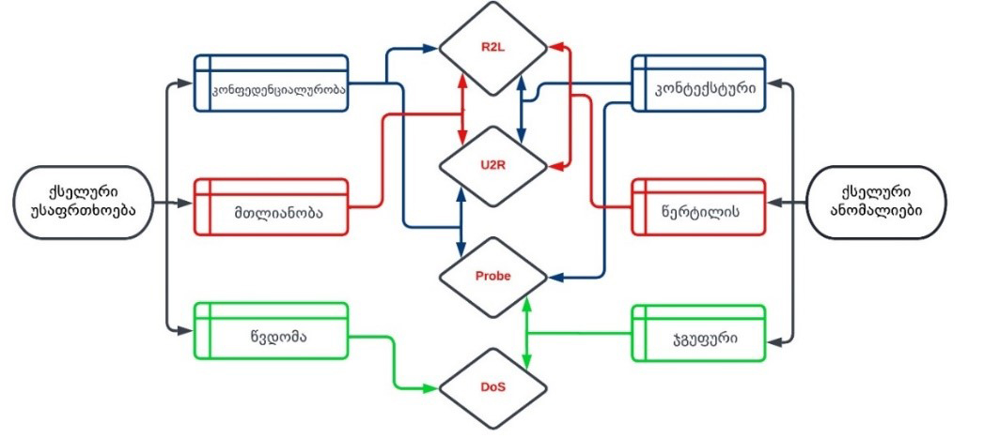 ქსელური
უსაფრთხოება
კონფედენციალურობა
მთლიანობა
წვდომა
R2L
U2R
Probe
DoS
კონტექსტური
წერტილის
ჯგუფური
ქსელური
ანომალიები